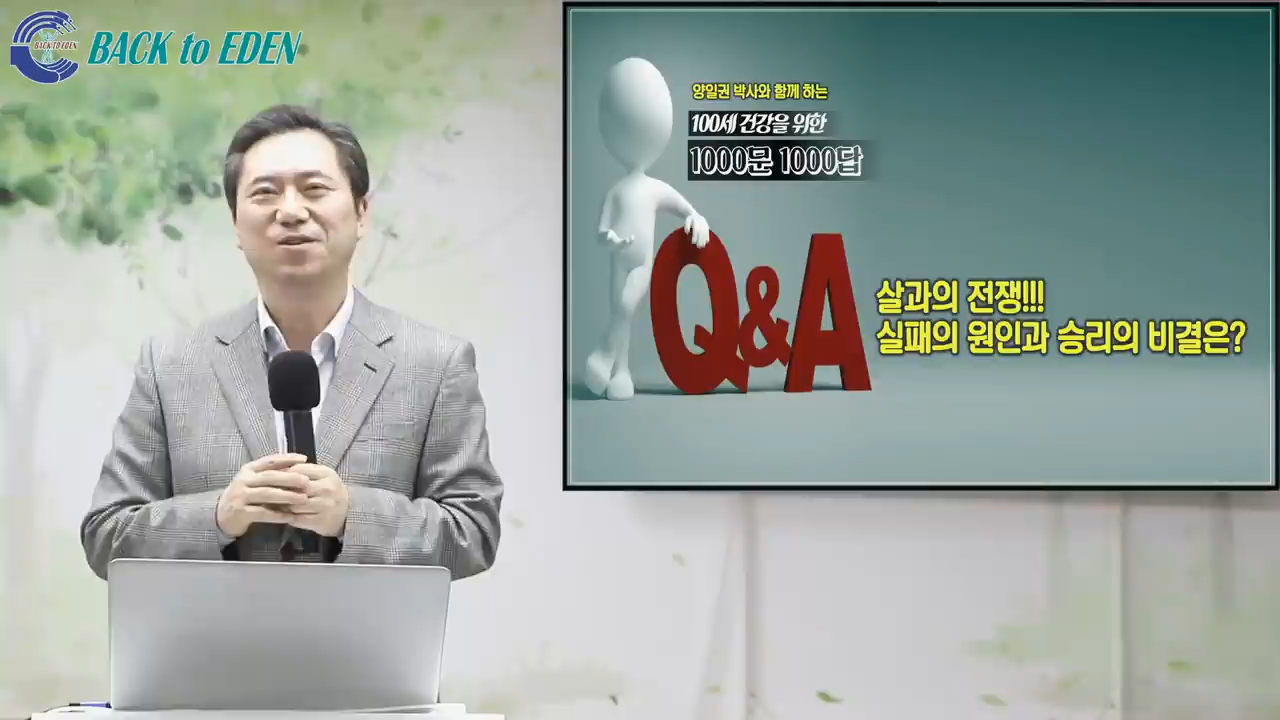 BACK TO EDEN
BACK to EDEN
양일권 박사와 함께 하는
100세 건강을 위한
1000문 1000답
Q&A
살과의 전쟁!!!
실패의 원인과 승리의 비결은?